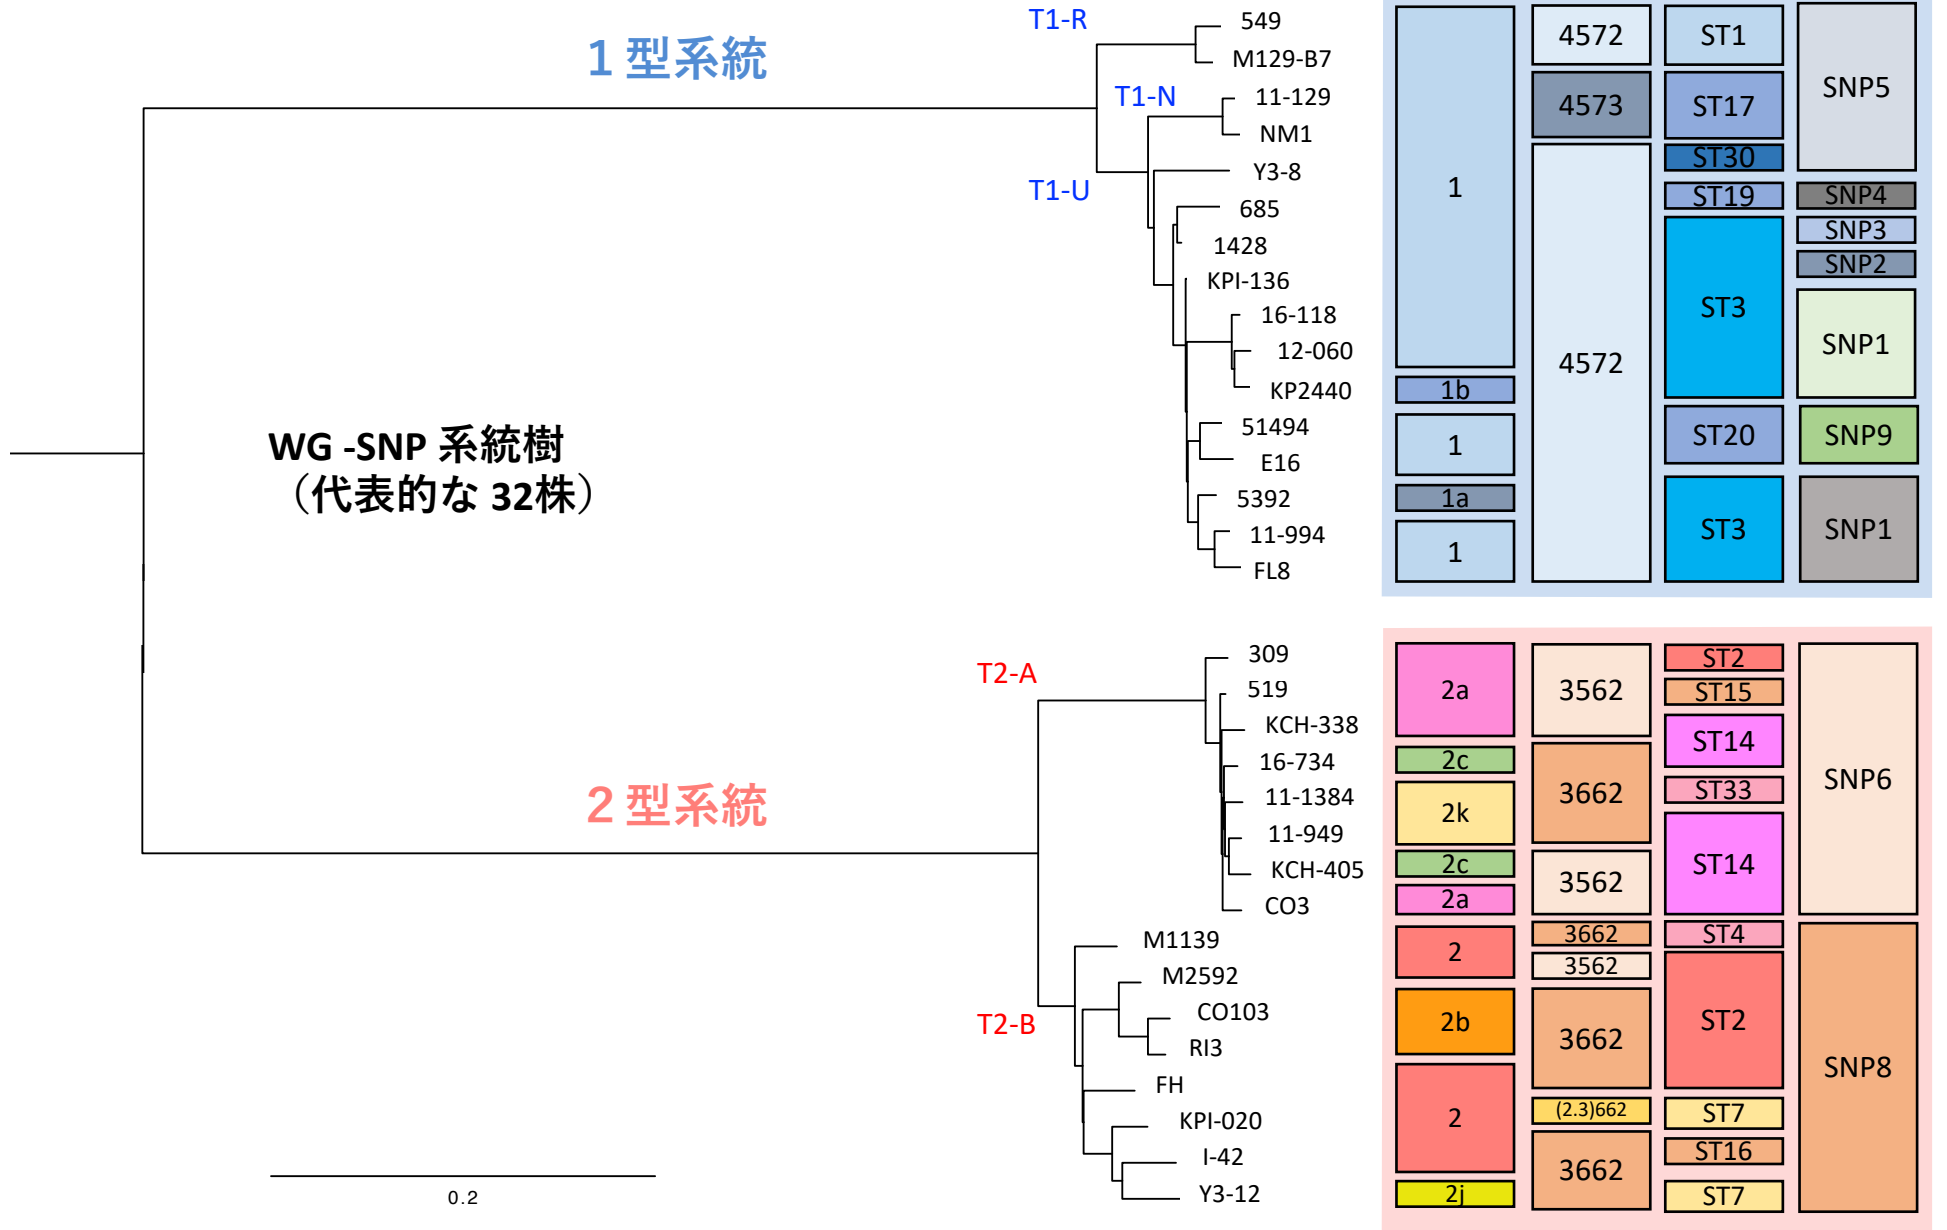 1型系統
WG -SNP 系統樹
(代表的な 32株)
2型系統
0.2
T1-R
T1-N
T1-U
T2-A
T2-B
549
M129-B7
11-129
NM1
Y3-8
685
1428
KPI-136
16-118
12-060
KP2440
51494
E16
5392
11-994
FL8
309
519
KCH-338
16-734
11-1384
11-949
KCH-405
CO3
M1139
M2592
CO103
RI3
FH
KPI-020
I-42
Y3-12
1
1b
1
1a
1
4572
4573
4572
ST1
ST17
ST30
ST19
ST3
ST20
ST3
SNP5
SNP4
SNP3
SNP2
SNP1
SNP9
SNP1
2a
2c
2k
2c
2a
2
2b
2
2j
3562
3662
3562
3662
3562
3662
(2.3)662
3662
ST2
ST15
ST14
ST33
ST14
ST4
ST2
ST7
ST16
ST7
SNP6
SNP8